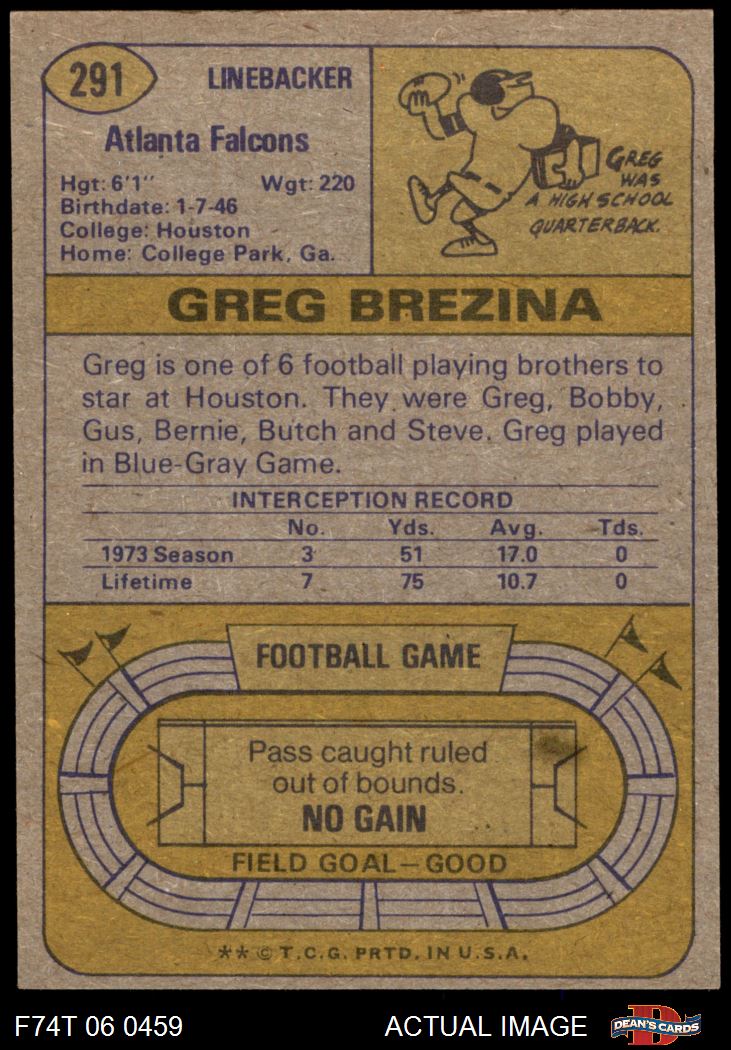 291
LINEBACKER
Atlanta Falcons
Hgt: 6'1" Wgt: 220
Birthdate: 1-7-46
College: Houston
Home: College Park, Ga.
GREG
WAS
A HIGH SCHOOL
QUARTERBACK.
GREG BREZINA
Greg is one of 6 football playing brothers to
star at Houston. They were Greg, Bobby,
Gus, Bernie, Butch and Steve. Greg played
in Blue-Gray Game.
INTERCEPTION RECORD
No. Yds. Avg. Tds.
1973 Season 3 51 17.0 0
Lifetime 7 75 10.7 0
FOOTBALL GAME
Pass caught ruled
out of bounds.
NO GAIN
FIELD GOAL—GOOD
** © T.C.G. PRTD. IN U.S.A.
F74T 06 0459 ACTUAL IMAGE
D
DEAN'S CARDS